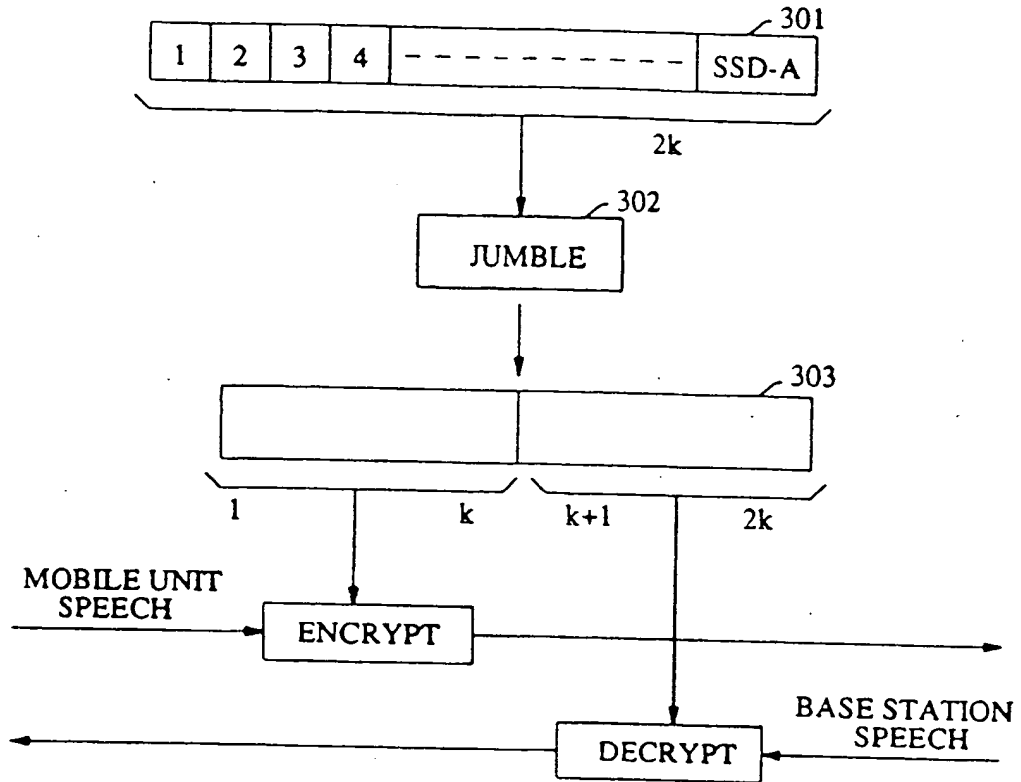 301
1 2 3 4 ---------- SSD-A
2k
302
JUMBLE
303
1 k k+1 2k
MOBILE UNIT
SPEECH
ENCRYPT
BASE STATION
SPEECH
DECRYPT